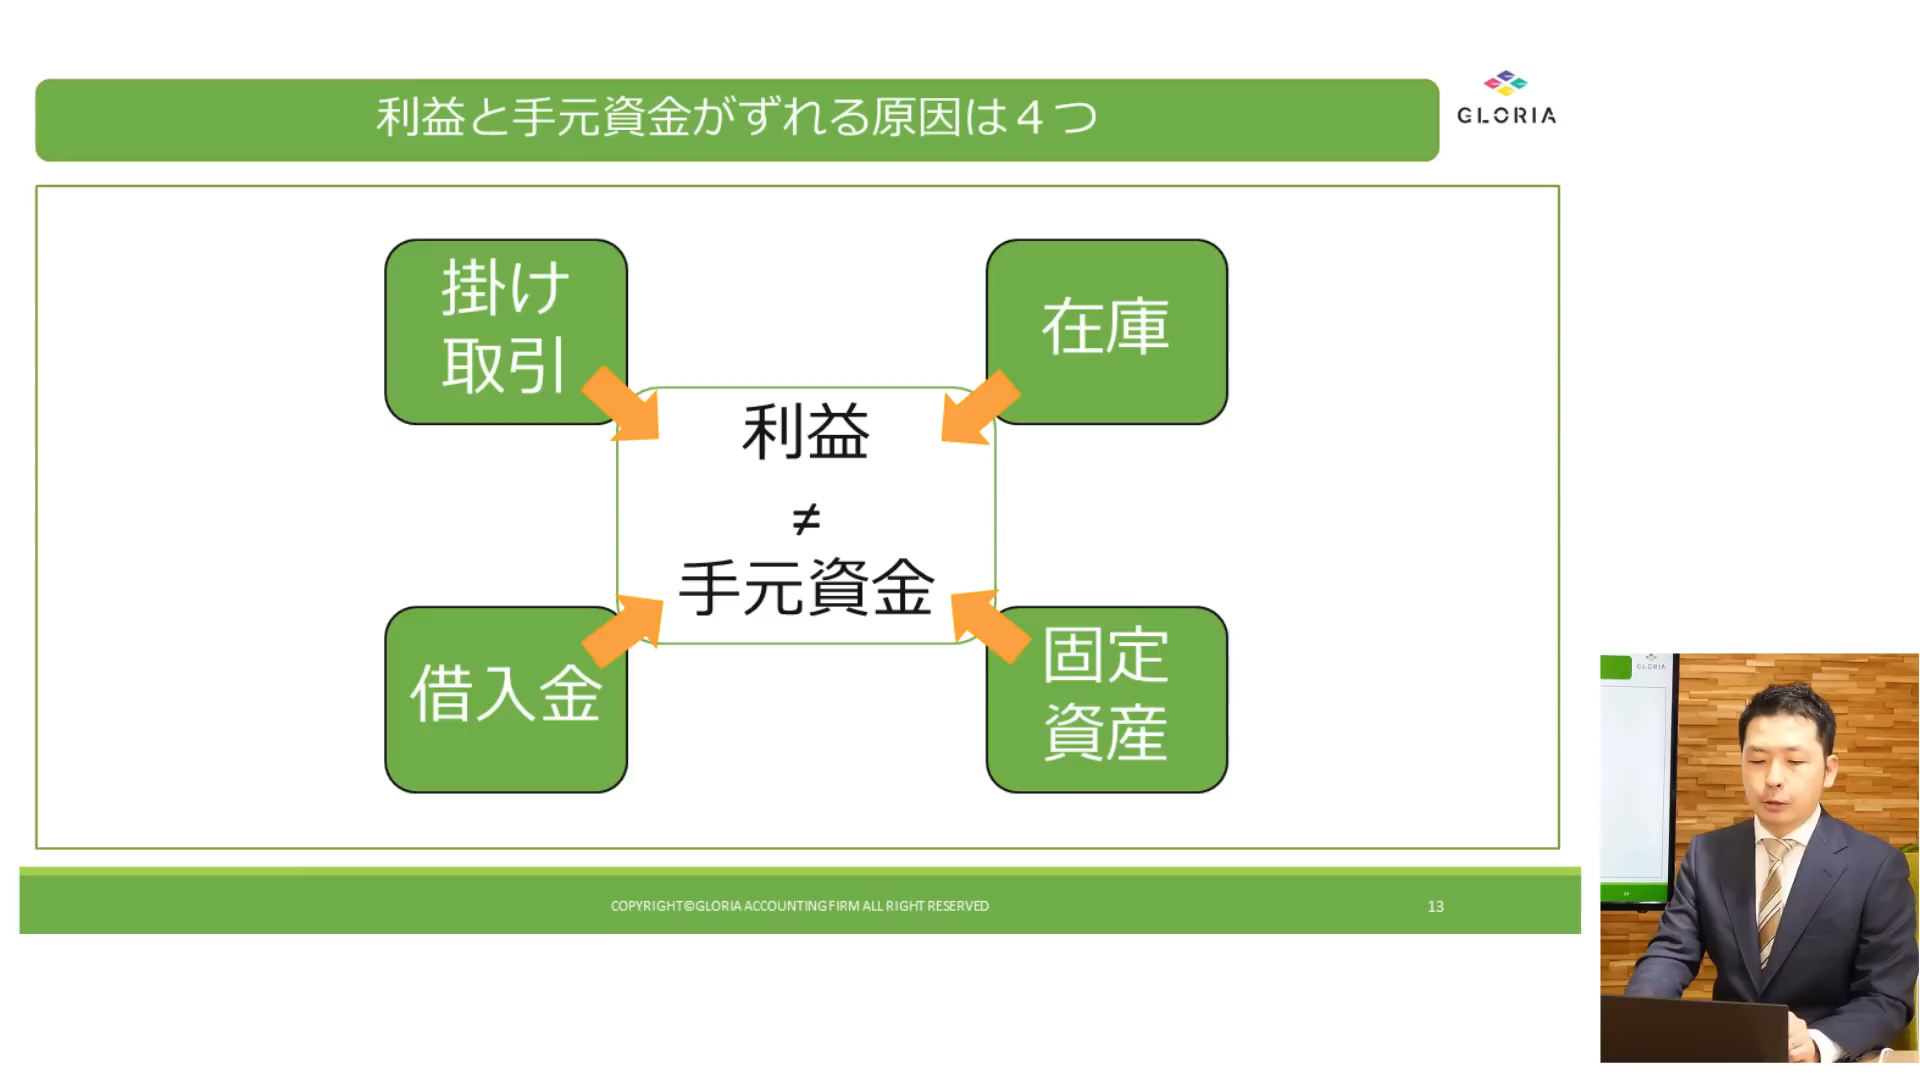 利益と手元資金がずれる原因は４つ
GLORIA
掛け
取引
在庫
利益
≠
手元資金
借入金
固定
資産
COPYRIGHT©GLORIA ACCOUNTING FIRM ALL RIGHT RESERVED
13
GLORIA